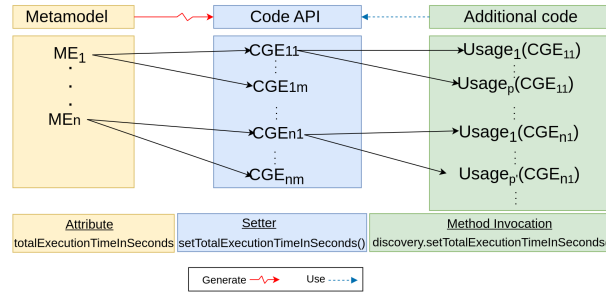 Metamodel
Code API
Additional code
ME1
CGE11
Usage1(CGE11)
CGE1m
Usagep(CGE11)
MEn
CGEn1
Usage1(CGEn1)
CGEnm
Usagep'(CGEn1)
Attribute
totalExecutionTimeInSeconds
Setter
setTotalExecutionTimeInSeconds()
Method Invocation
discovery.setTotalExecutionTimeInSeconds(
Generate
Use